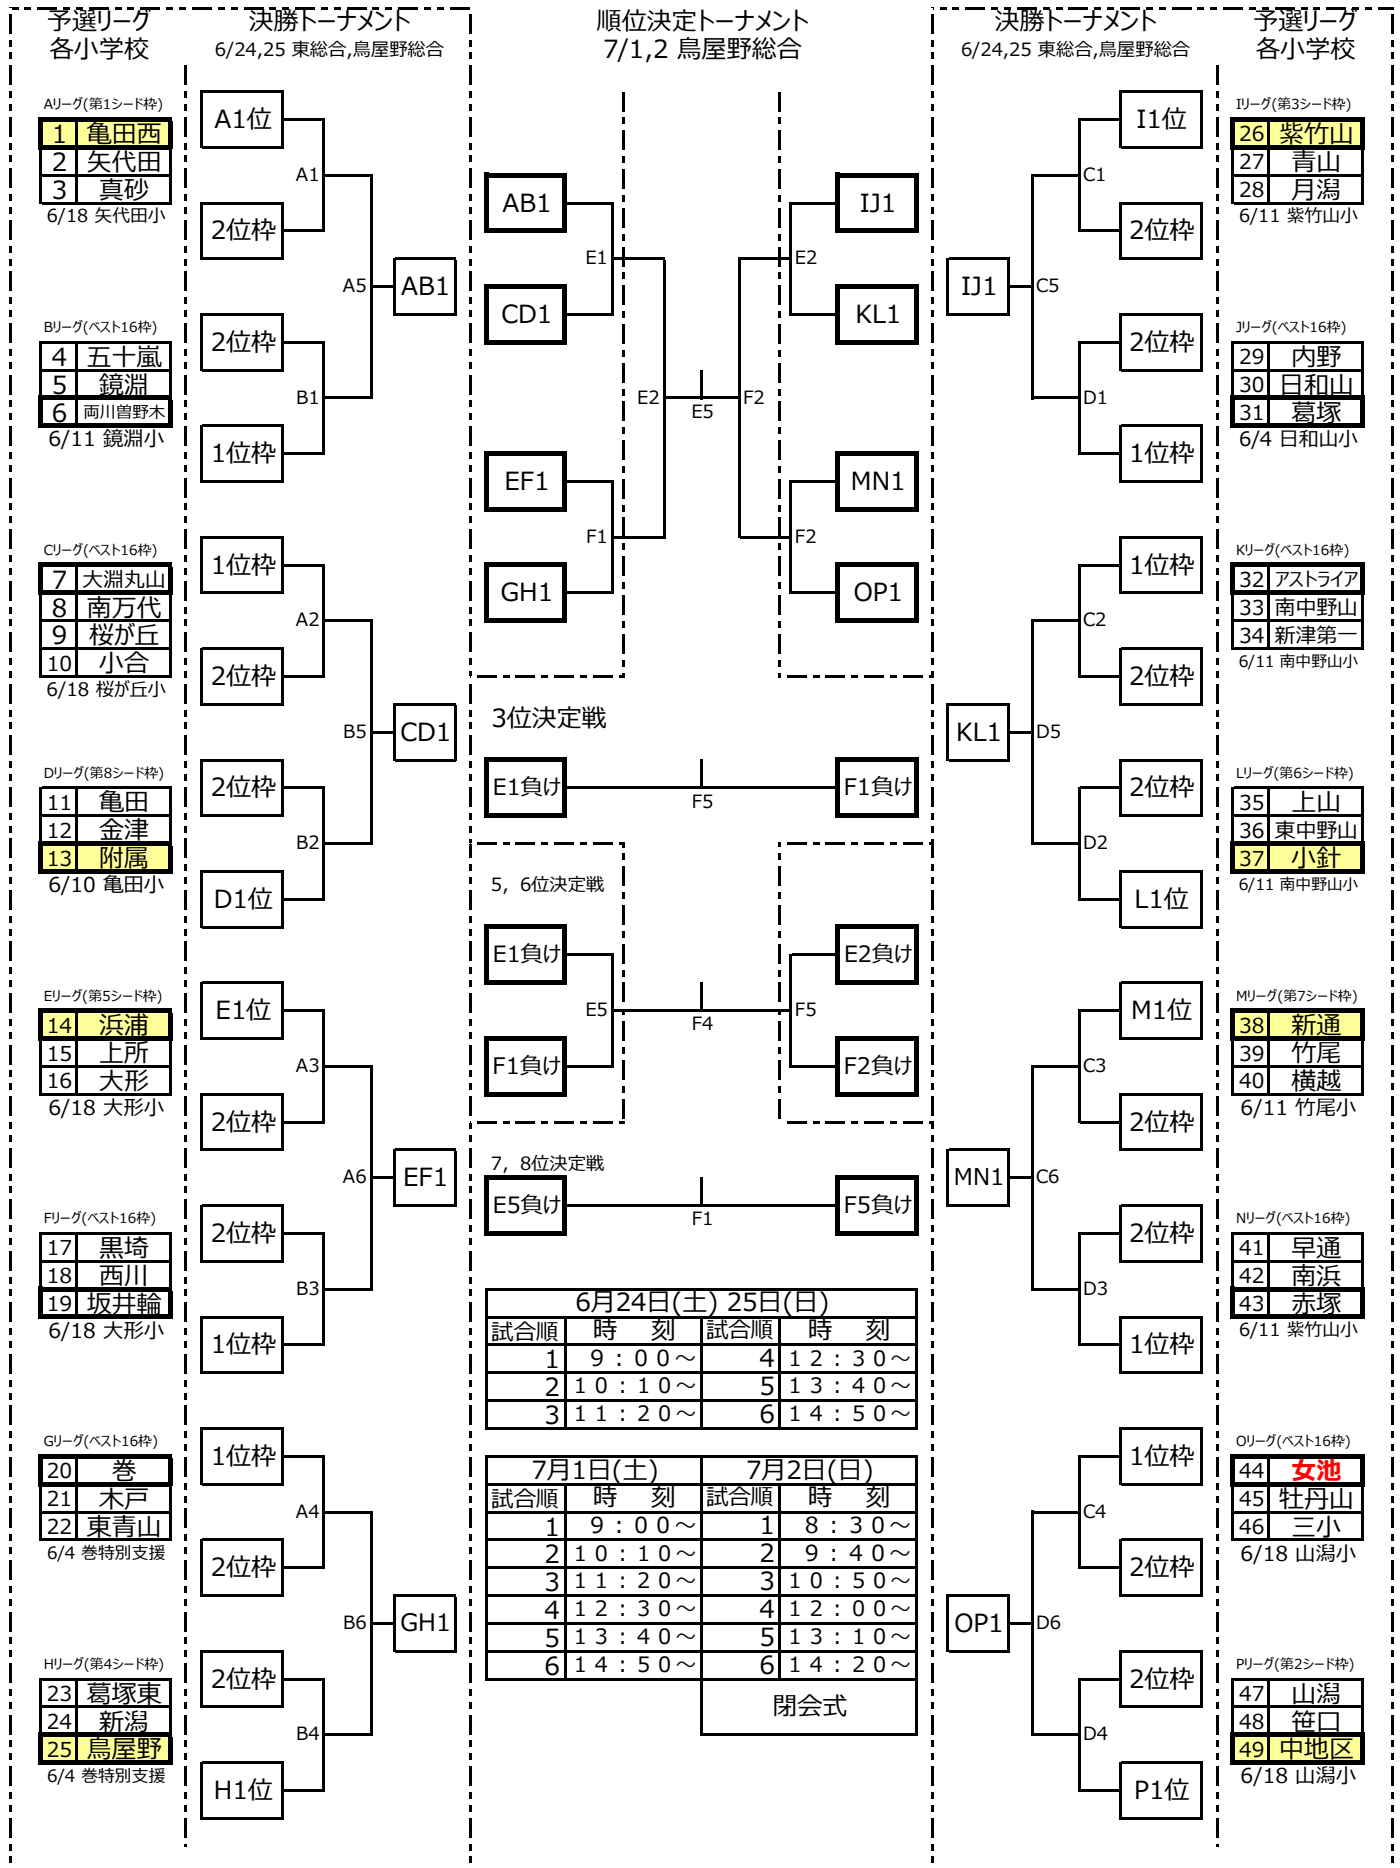 予選リーグ
各小学校
決勝トーナメント
6/24,25 東総合,鳥屋野総合
順位決定トーナメント
7/1,2 鳥屋野総合
決勝トーナメント
6/24,25 東総合,鳥屋野総合
予選リーグ
各小学校
Aリーグ(第1シード枠)
1 亀田西
2 矢代田
3 真砂
6/18 矢代田小
Bリーグ(ベスト16枠)
4 五十嵐
5 鏡淵
6 両川曽野木
6/11 鏡淵小
Cリーグ(ベスト16枠)
7 大淵丸山
8 南万代
9 桜が丘
10 小合
6/18 桜が丘小
Dリーグ(第8シード枠)
11 亀田
12 金津
13 附属
6/10 亀田小
Eリーグ(第5シード枠)
14 浜浦
15 上所
16 大形
6/18 大形小
Fリーグ(ベスト16枠)
17 黒埼
18 西川
19 坂井輪
6/18 大形小
Gリーグ(ベスト16枠)
20 巻
21 木戸
22 東青山
6/4 巻特別支援
Hリーグ(第4シード枠)
23 葛塚東
24 新潟
25 鳥屋野
6/4 巻特別支援
A1位
A1
2位枠
A5
AB1
2位枠
B1
1位枠
1位枠
A2
2位枠
B5
CD1
2位枠
B2
D1位
E1位
A3
2位枠
A6
EF1
2位枠
B3
1位枠
1位枠
A4
2位枠
B6
GH1
2位枠
B4
H1位
AB1
E1
CD1
E2
EF1
F1
GH1
E5
IJ1
E2
KL1
F2
MN1
F2
OP1
3位決定戦
E1負け
F5
F1負け
5，6位決定戦
E1負け
E5
F1負け
F4
E2負け
F5
F2負け
7，8位決定戦
E5負け
F1
F5負け
6月24日(土) 25日(日)
試合順 時　刻 試合順 時　刻
1 9：00～ 4 12：30～
2 10：10～ 5 13：40～
3 11：20～ 6 14：50～
7月1日(土) 7月2日(日)
試合順 時　刻 試合順 時　刻
1 9：00～ 1 8：30～
2 10：10～ 2 9：40～
3 11：20～ 3 10：50～
4 12：30～ 4 12：00～
5 13：40～ 5 13：10～
6 14：50～ 6 14：20～
閉会式
I1位
C1
2位枠
IJ1
C5
2位枠
D1
1位枠
1位枠
C2
2位枠
KL1
D5
2位枠
D2
L1位
M1位
C3
2位枠
MN1
C6
2位枠
D3
1位枠
1位枠
C4
2位枠
OP1
D6
2位枠
D4
P1位
Iリーグ(第3シード枠)
26 紫竹山
27 青山
28 月潟
6/11 紫竹山小
Jリーグ(ベスト16枠)
29 内野
30 日和山
31 葛塚
6/4 日和山小
Kリーグ(ベスト16枠)
32 アストライア
33 南中野山
34 新津第一
6/11 南中野山小
Lリーグ(第6シード枠)
35 上山
36 東中野山
37 小針
6/11 南中野山小
Mリーグ(第7シード枠)
38 新通
39 竹尾
40 横越
6/11 竹尾小
Nリーグ(ベスト16枠)
41 早通
42 南浜
43 赤塚
6/11 紫竹山小
Oリーグ(ベスト16枠)
44 女池
45 牡丹山
46 三小
6/18 山潟小
Pリーグ(第2シード枠)
47 山潟
48 笹口
49 中地区
6/18 山潟小